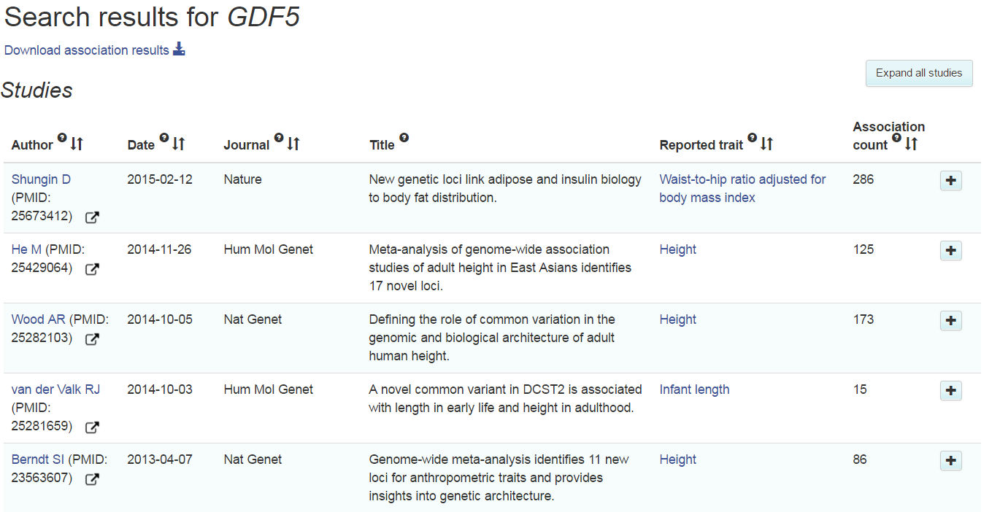 Search results for GDF5
Download association results
Expand all studies
Studies
Author Date Journal Title Reported trait Association
count
Shungin D 2015-02-12 Nature New genetic loci link adipose and insulin biology Waist-to-hip ratio adjusted for 286
(PMID: to body fat distribution. body mass index
25673412)
He M (PMID: 2014-11-26 Hum Mol Genet Meta-analysis of genome-wide association Height 125
25429064) studies of adult height in East Asians identifies
17 novel loci.
Wood AR (PMID: 2014-10-05 Nat Genet Defining the role of common variation in the Height 173
25282103) genomic and biological architecture of adult
human height.
van der Valk RJ 2014-10-03 Hum Mol Genet A novel common variant in DCST2 is associated Infant length 15
(PMID: with length in early life and height in adulthood.
25281659)
Berndt SI (PMID: 2013-04-07 Nat Genet Genome-wide meta-analysis identifies 11 new Height 86
23563607) loci for anthropometric traits and provides
insights into genetic architecture.